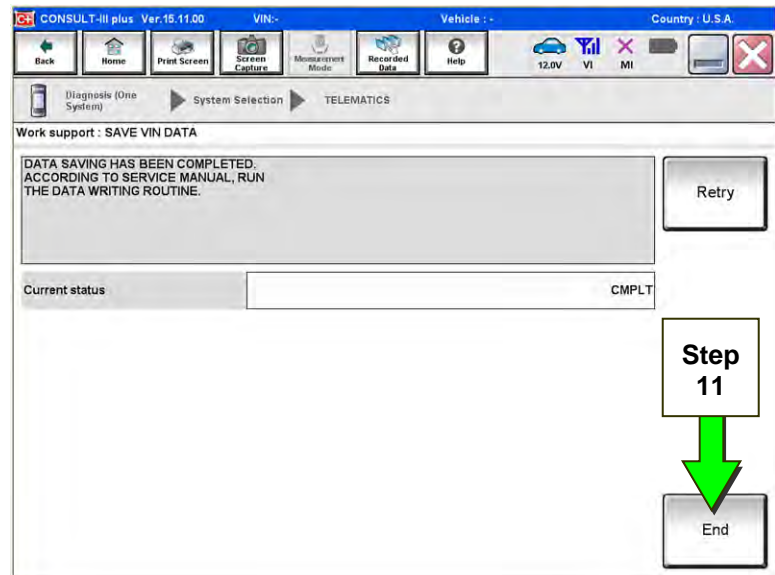 CONSULT-III plus Ver.15.11.00 VIN:- Vehicle : - Country : U.S.A.
Back Home Print Screen Screen Capture Measurement Mode Recorded Data Help 12.0V VI MI
Diagnosis (One System) System Selection TELEMATICS
Work support : SAVE VIN DATA
DATA SAVING HAS BEEN COMPLETED.
ACCORDING TO SERVICE MANUAL, RUN
THE DATA WRITING ROUTINE.
Retry
Current status CMPLT
Step
11
End